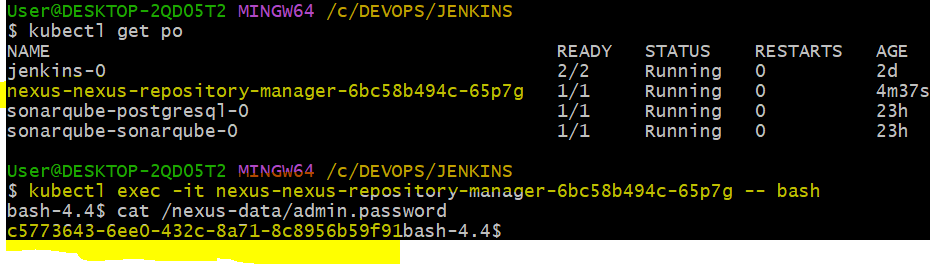 User@DESKTOP-2QDO5T2 MINGW64 /c/DEVOPS/JENKINS
$ kubectl get po
NAME READY STATUS RESTARTS AGE
jenkins-0 2/2 Running 0 2d
nexus-nexus-repository-manager-6bc58b494c-65p7g 1/1 Running 0 4m37s
sonarqube-postgresql-0 1/1 Running 0 23h
sonarqube-sonarqube-0 1/1 Running 0 23h
User@DESKTOP-2QDO5T2 MINGW64 /c/DEVOPS/JENKINS
$ kubectl exec -it nexus-nexus-repository-manager-6bc58b494c-65p7g -- bash
bash-4.4$ cat /nexus-data/admin.password
c5773643-6ee0-432c-8a71-8c8956b59f91bash-4.4$